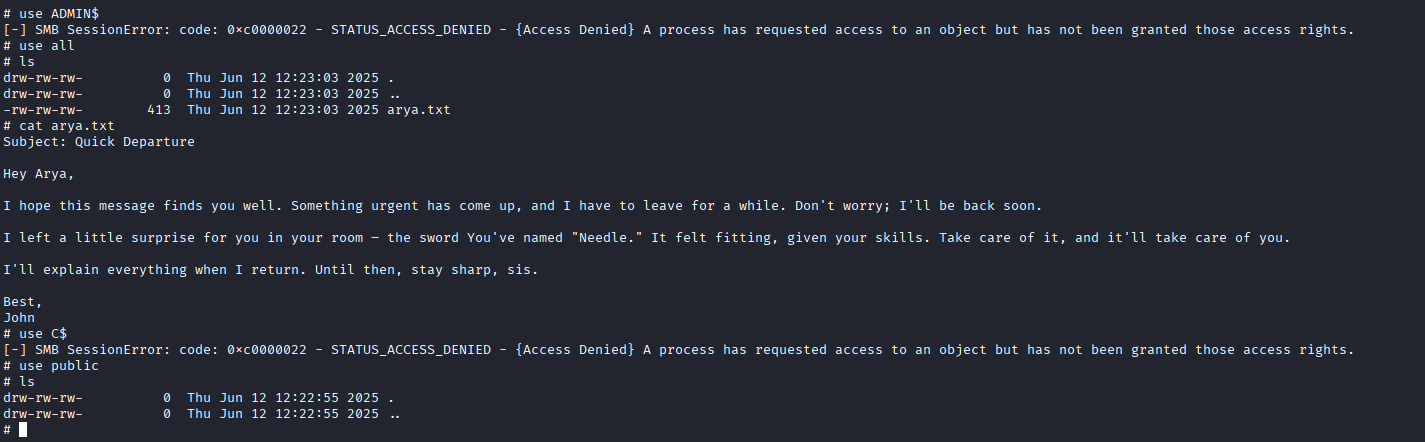 # use ADMIN$
[-] SMB SessionError: code: 0xc0000022 - STATUS_ACCESS_DENIED - {Access Denied} A process has requested access to an object but has not been granted those access rights.
# use all
# ls
drw-rw-rw-          0  Thu Jun 12 12:23:03 2025 .
drw-rw-rw-          0  Thu Jun 12 12:23:03 2025 ..
-rw-rw-rw-        413  Thu Jun 12 12:23:03 2025 arya.txt
# cat arya.txt
Subject: Quick Departure

Hey Arya,

I hope this message finds you well. Something urgent has come up, and I have to leave for a while. Don't worry; I'll be back soon.

I left a little surprise for you in your room – the sword You've named "Needle." It felt fitting, given your skills. Take care of it, and it'll take care of you.

I'll explain everything when I return. Until then, stay sharp, sis.

Best,
John
# use C$
[-] SMB SessionError: code: 0xc0000022 - STATUS_ACCESS_DENIED - {Access Denied} A process has requested access to an object but has not been granted those access rights.
# use public
# ls
drw-rw-rw-          0  Thu Jun 12 12:22:55 2025 .
drw-rw-rw-          0  Thu Jun 12 12:22:55 2025 ..
#